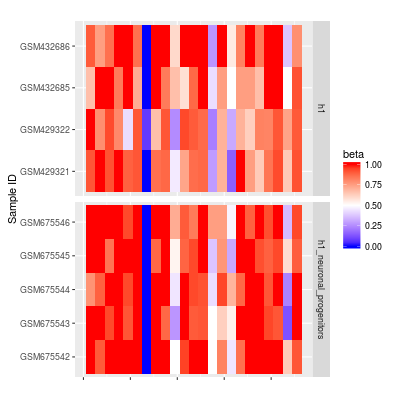 Sample ID
GSM432686
GSM432685
GSM429322
GSM429321
h1
GSM675546
GSM675545
GSM675544
GSM675543
GSM675542
h1_neuronal_progenitors
beta
1.00
0.75
0.50
0.25
0.00